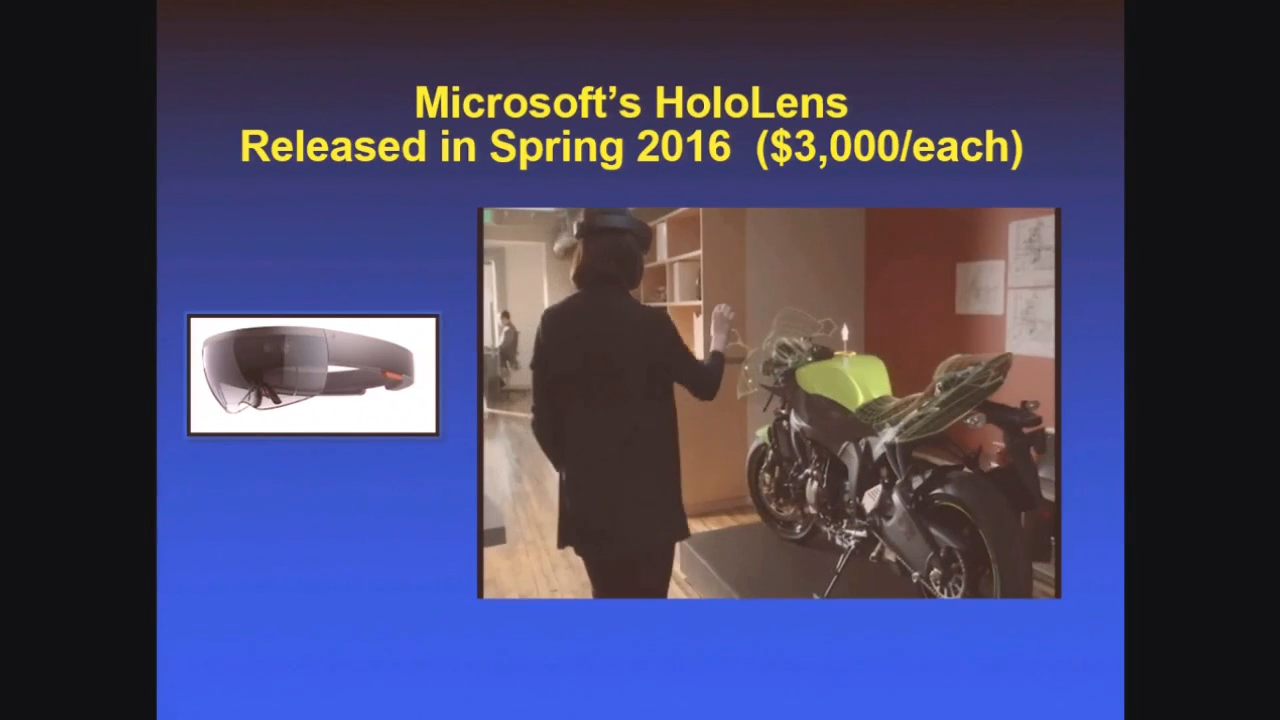 Microsoft's HoloLens
Released in Spring 2016 ($3,000/each)